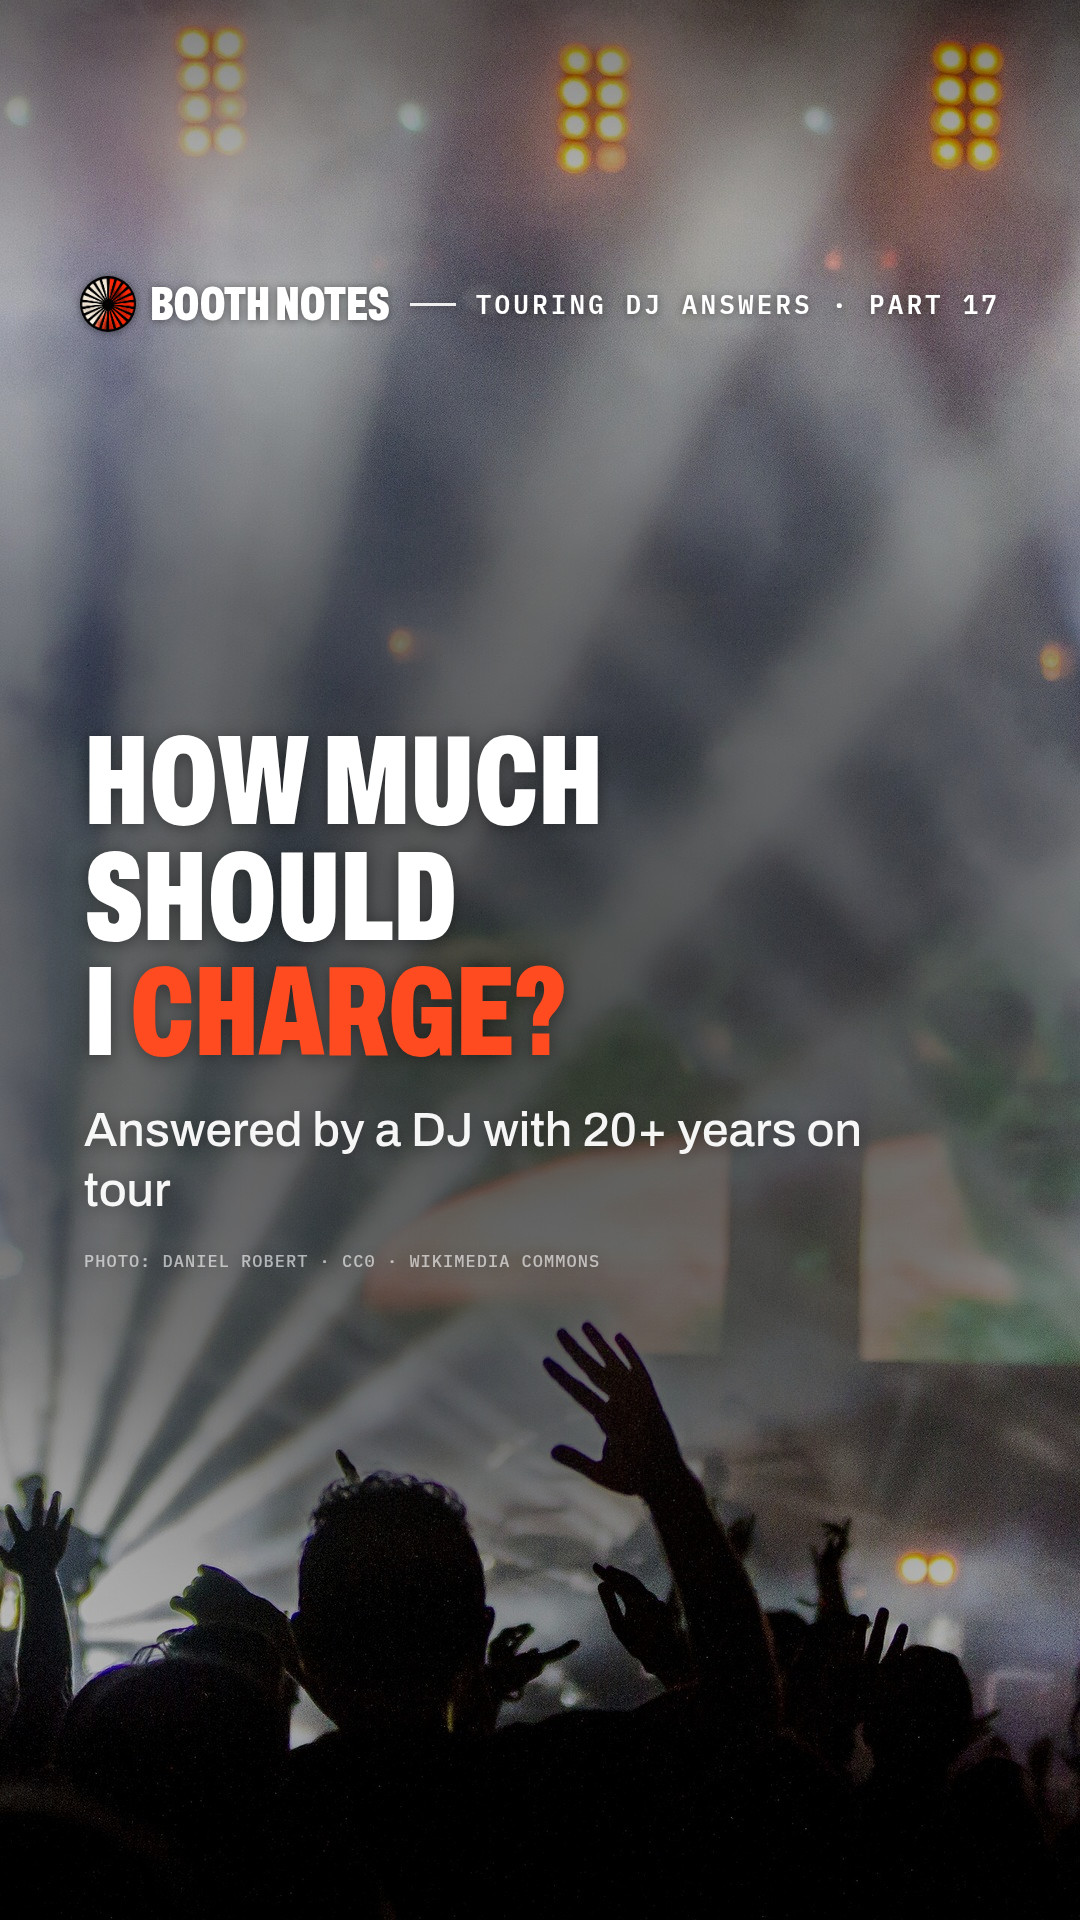 BOOTH NOTES — TOURING DJ ANSWERS · PART 17
HOW MUCH
SHOULD
I CHARGE?
Answered by a DJ with 20+ years on
tour
PHOTO: DANIEL ROBERT · CC0 · WIKIMEDIA COMMONS